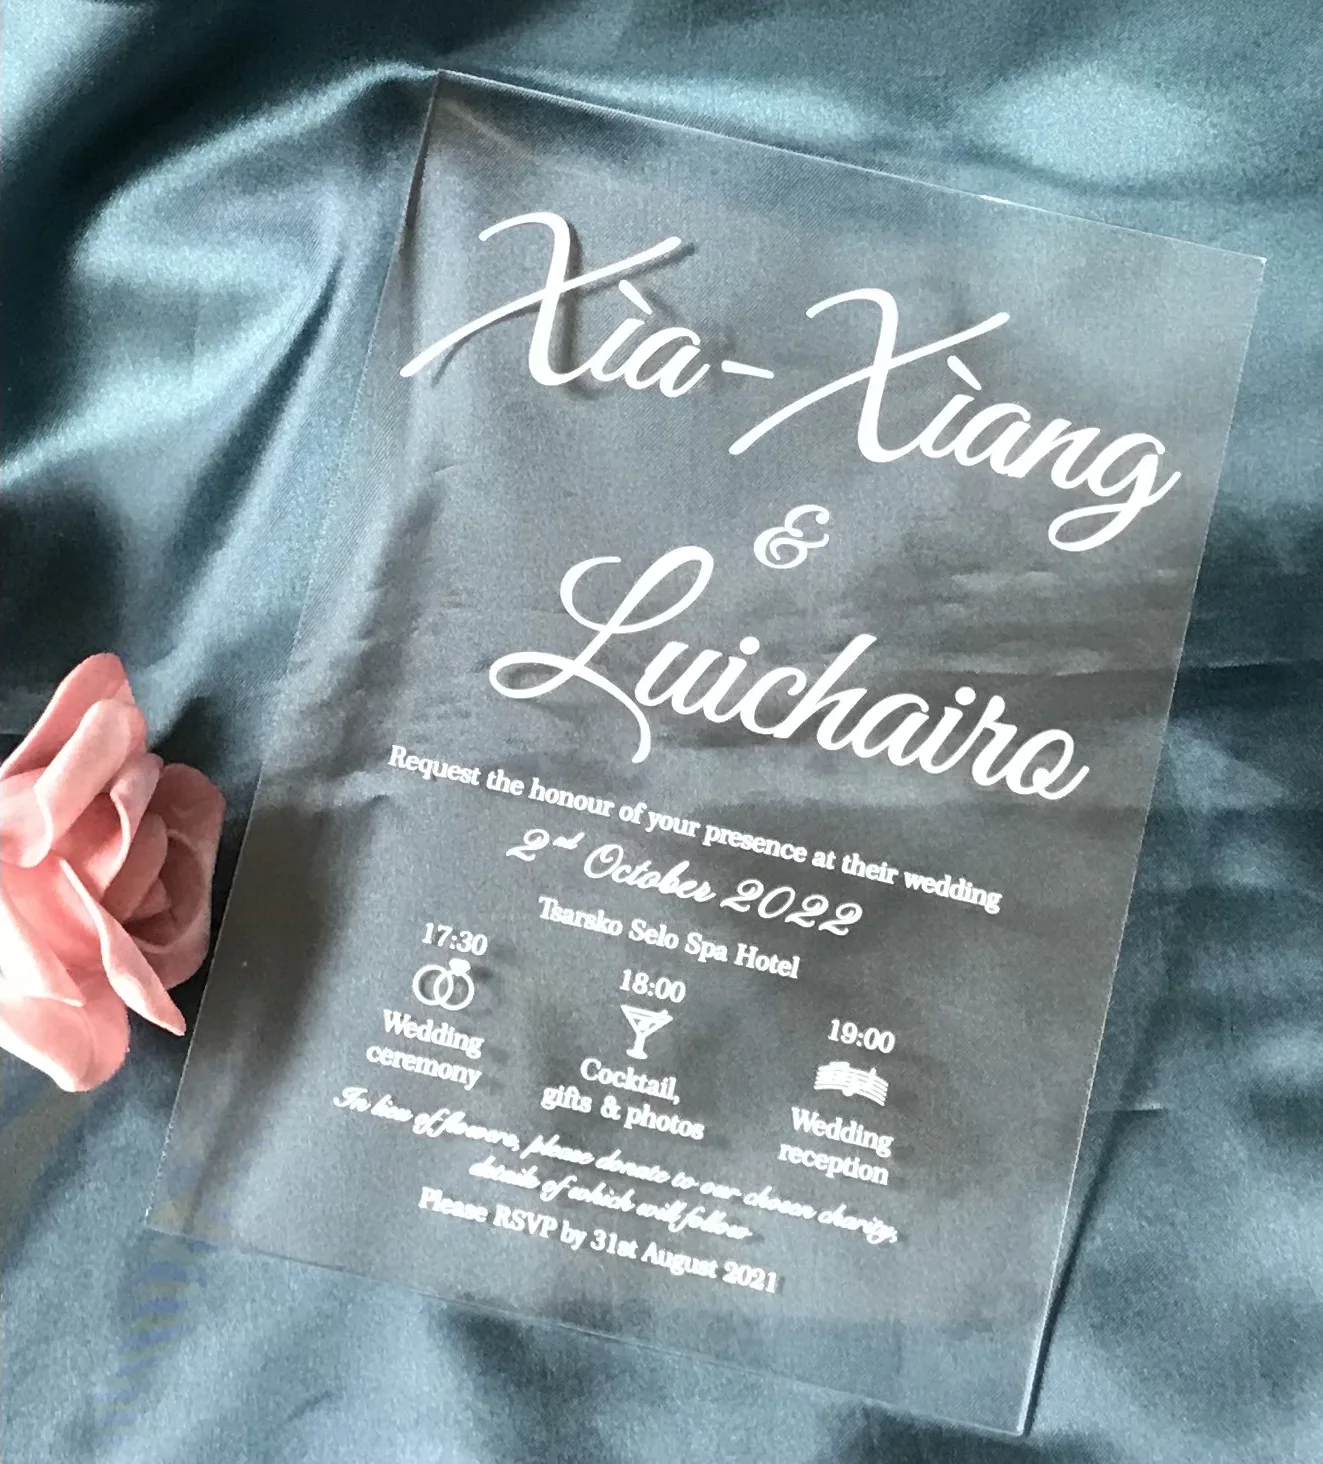 Xìa-Xìang
&
Luichairo
Request the honour of your presence at their wedding
2nd October 2022
Tsarsko Selo Spa Hotel
17:30
Wedding
ceremony
18:00
Cocktail,
gifts & photos
19:00
Wedding
reception
In lieu of flowers, please donate to our chosen charity,
details of which will follow
Please RSVP by 31st August 2021